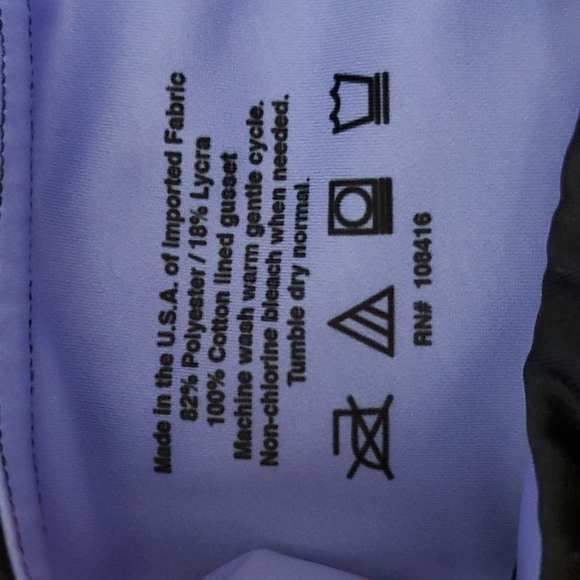 Made in the U.S.A. of Imported Fabric
82% Polyester / 18% Lycra
100% Cotton lined gusset
Machine wash warm gentle cycle.
Non-chlorine bleach when needed.
Tumble dry normal.
RN# 108416